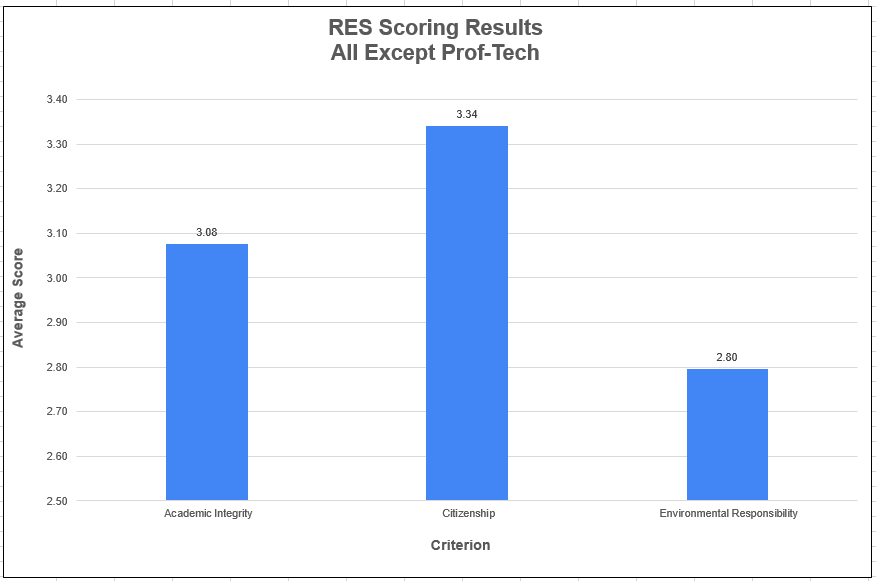 RES Scoring Results
All Except Prof-Tech
3.40
3.34
3.30
3.20
3.10
3.08
3.00
2.90
2.80
2.80
2.70
2.60
2.50
Average Score
Academic Integrity
Citizenship
Environmental Responsibility
Criterion